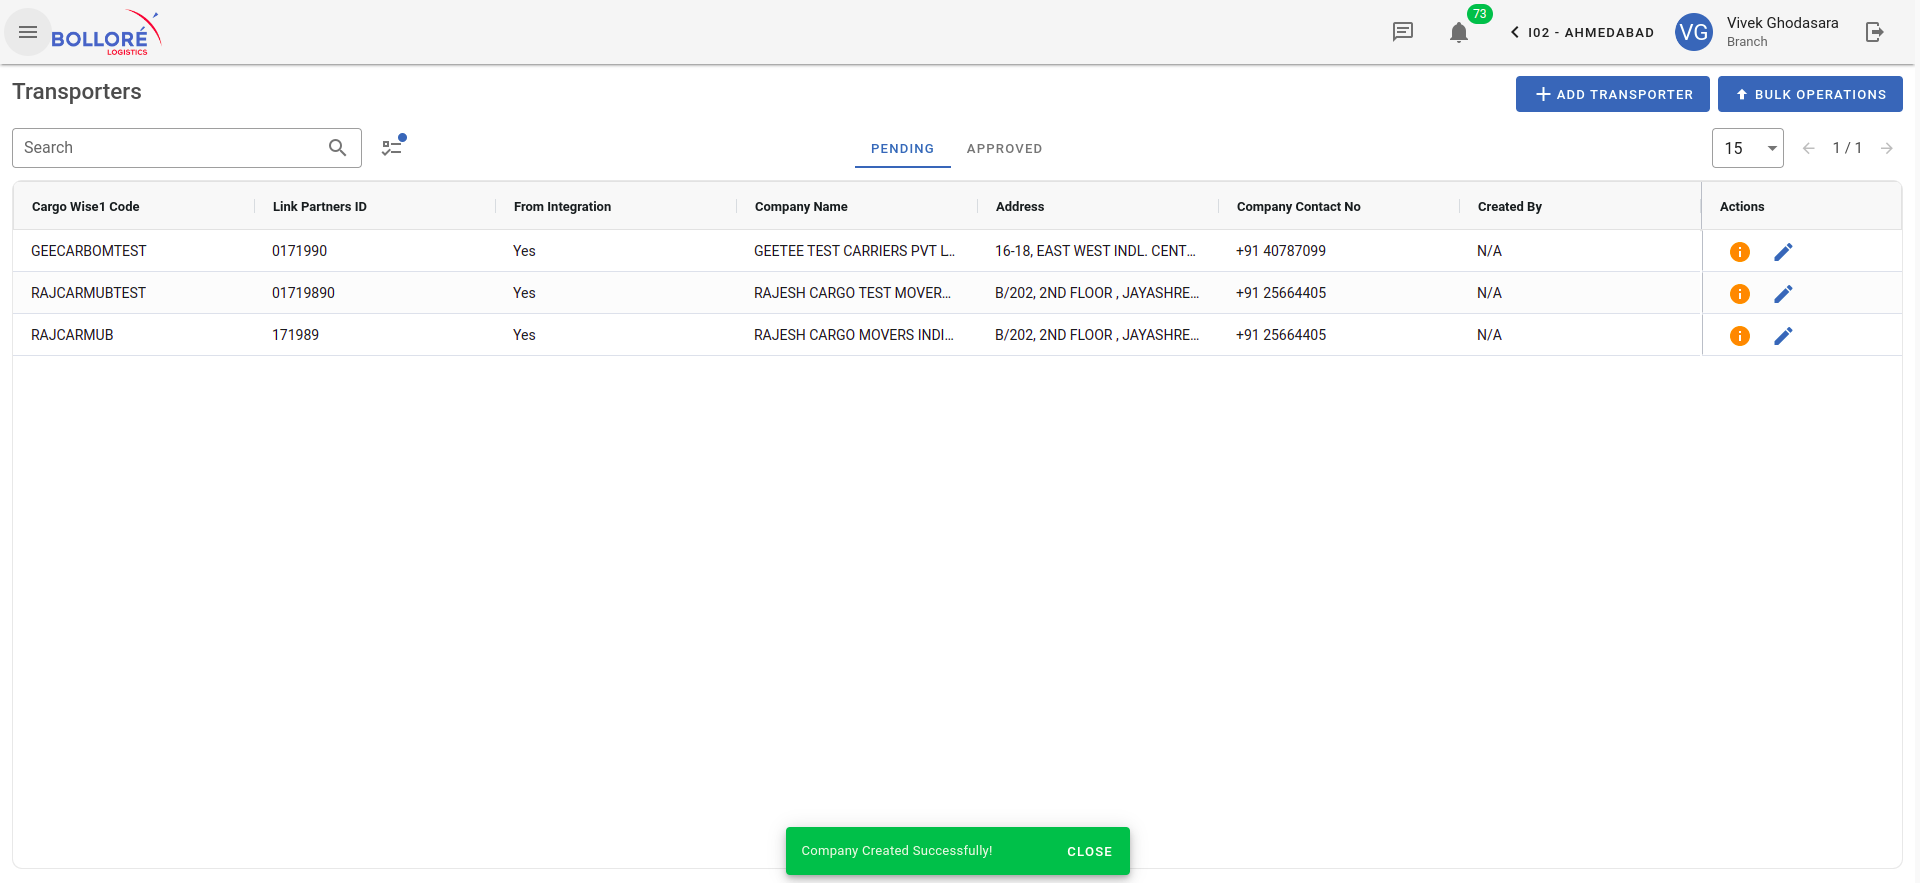 BOLLORÉ
LOGISTICS
73
I02 - AHMEDABAD
VG
Vivek Ghodasara
Branch
Transporters
ADD TRANSPORTER
BULK OPERATIONS
Search
PENDING
APPROVED
15
1 / 1
Cargo Wise1 Code Link Partners ID From Integration Company Name Address Company Contact No Created By Actions
GEECARBOMTEST 0171990 Yes GEETEE TEST CARRIERS PVT L... 16-18, EAST WEST INDL. CENT... +91 40787099 N/A
RAJCARMUBTEST 01719890 Yes RAJESH CARGO TEST MOVER... B/202, 2ND FLOOR , JAYASHRE... +91 25664405 N/A
RAJCARMUB 171989 Yes RAJESH CARGO MOVERS INDI... B/202, 2ND FLOOR , JAYASHRE... +91 25664405 N/A
Company Created Successfully!
CLOSE